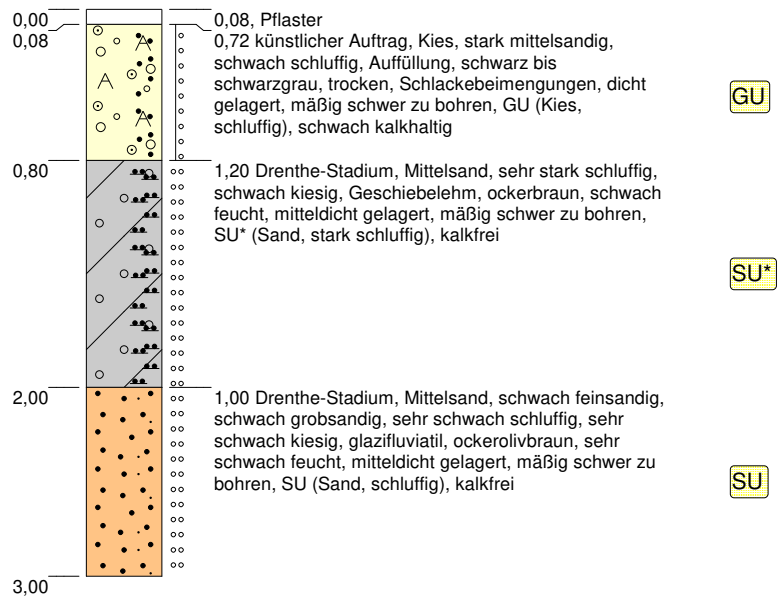 0,00
0,08, Pflaster
0,08
0,72 künstlicher Auftrag, Kies, stark mittelsandig,
schwach schluffig, Auffüllung, schwarz bis
schwarzgrau, trocken, Schlackebeimengungen, dicht
gelagert, mäßig schwer zu bohren, GU (Kies,
schluffig), schwach kalkhaltig
GU
0,80
1,20 Drenthe-Stadium, Mittelsand, sehr stark schluffig,
schwach kiesig, Geschiebelehm, ockerbraun, schwach
feucht, mitteldicht gelagert, mäßig schwer zu bohren,
SU* (Sand, stark schluffig), kalkfrei
SU*
2,00
1,00 Drenthe-Stadium, Mittelsand, schwach feinsandig,
schwach grobsandig, sehr schwach schluffig, sehr
schwach kiesig, glazifluviatil, ockerolivbraun, sehr
schwach feucht, mitteldicht gelagert, mäßig schwer zu
bohren, SU (Sand, schluffig), kalkfrei
SU
3,00